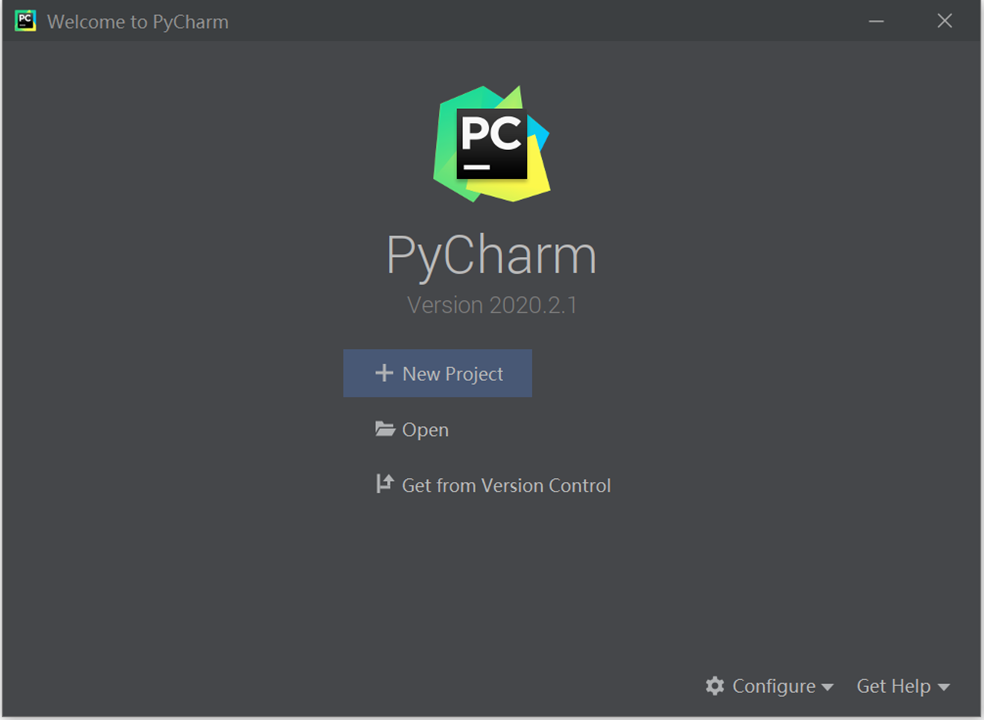 PC Welcome to PyCharm
PC
PyCharm
Version 2020.2.1
New Project
Open
Get from Version Control
Configure Get Help